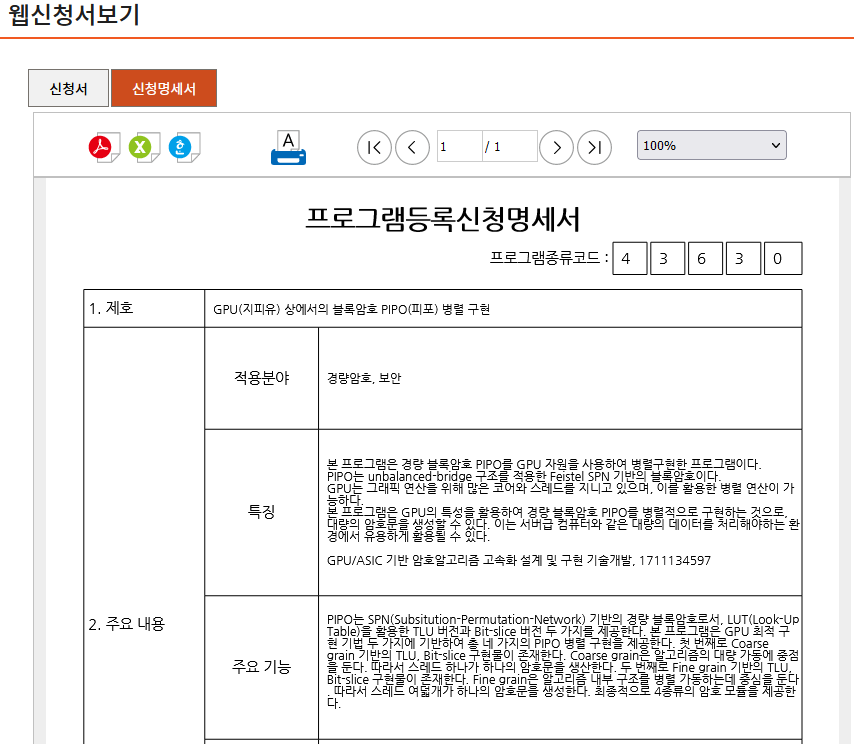 웹신청서보기
신청서 신청명세서
A 1 / 1 100%
프로그램등록신청명세서
프로그램종류코드 : 4 3 6 3 0
1. 제호
GPU(지피유) 상에서의 블록암호 PIPO(피포) 병렬 구현
2. 주요 내용
적용분야
경량암호, 보안
특징
본 프로그램은 경량 블록암호 PIPO를 GPU 자원을 사용하여 병렬구현한 프로그램이다.
PIPO는 unbalanced-bridge 구조를 적용한 Feistel SPN 기반의 블록암호이다.
GPU는 그래픽 연산을 위해 많은 코어와 스레드를 지니고 있으며, 이를 활용한 병렬 연산이 가
능하다.
본 프로그램은 GPU의 특성을 활용하여 경량 블록암호 PIPO를 병렬적으로 구현하는 것으로,
대량의 암호문을 생성할 수 있다. 이는 서버급 컴퓨터와 같은 대량의 데이터를 처리해야하는 환
경에서 유용하게 활용될 수 있다.
GPU/ASIC 기반 암호알고리즘 고속화 설계 및 구현 기술개발, 1711134597
주요 기능
PIPO는 SPN(Subsitution-Permutation-Network) 기반의 경량 블록암호로서, LUT(Look-Up
Table)을 활용한 TLU 버전과 Bit-slice 버전 두 가지를 제공한다. 본 프로그램은 GPU 최적 구
현 기법 두 가지에 기반하여 총 네 가지의 PIPO 병렬 구현을 제공한다. 첫 번째로 Coarse
grain 기반의 TLU, Bit-slice 구현물이 존재한다. Coarse grain은 알고리즘의 대량 가동에 중점
을 둔다. 따라서 스레드 하나가 하나의 암호문을 생산한다. 두 번째로 Fine grain 기반의 TLU,
Bit-slice 구현물이 존재한다. Fine grain은 알고리즘 내부 구조를 병렬 가동하는데 중심을 둔다
. 따라서 스레드 여덟개가 하나의 암호문을 생성한다. 최종적으로 4종류의 암호 모듈을 제공한
다.